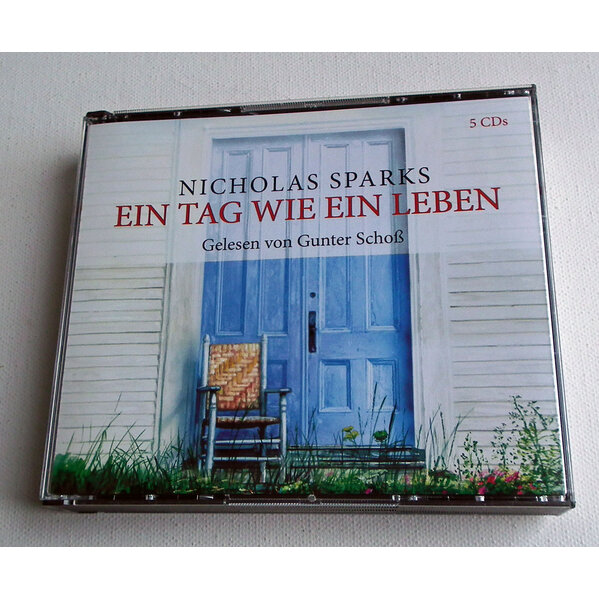 5 CDs
NICHOLAS SPARKS
EIN TAG WIE EIN LEBEN
Gelesen von Gunter Schoß